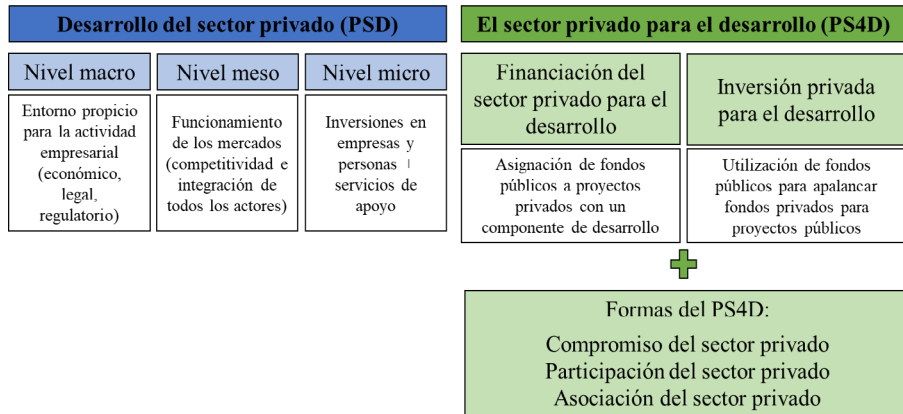 Desarrollo del sector privado (PSD)
Nivel macro
Entorno propicio
para la actividad
empresarial
(económico,
legal,
regulatorio)
Nivel meso
Funcionamiento
de los mercados
(competitividad e
integración de
todos los actores)
Nivel micro
Inversiones en
empresas y
personas |
servicios de
apoyo
El sector privado para el desarrollo (PS4D)
Financiación del
sector privado para el
desarrollo
Asignación de fondos
públicos a proyectos
privados con un
componente de desarrollo
Inversión privada
para el desarrollo
Utilización de fondos
públicos para apalancar
fondos privados para
proyectos públicos
Formas del PS4D:
Compromiso del sector privado
Participación del sector privado
Asociación del sector privado